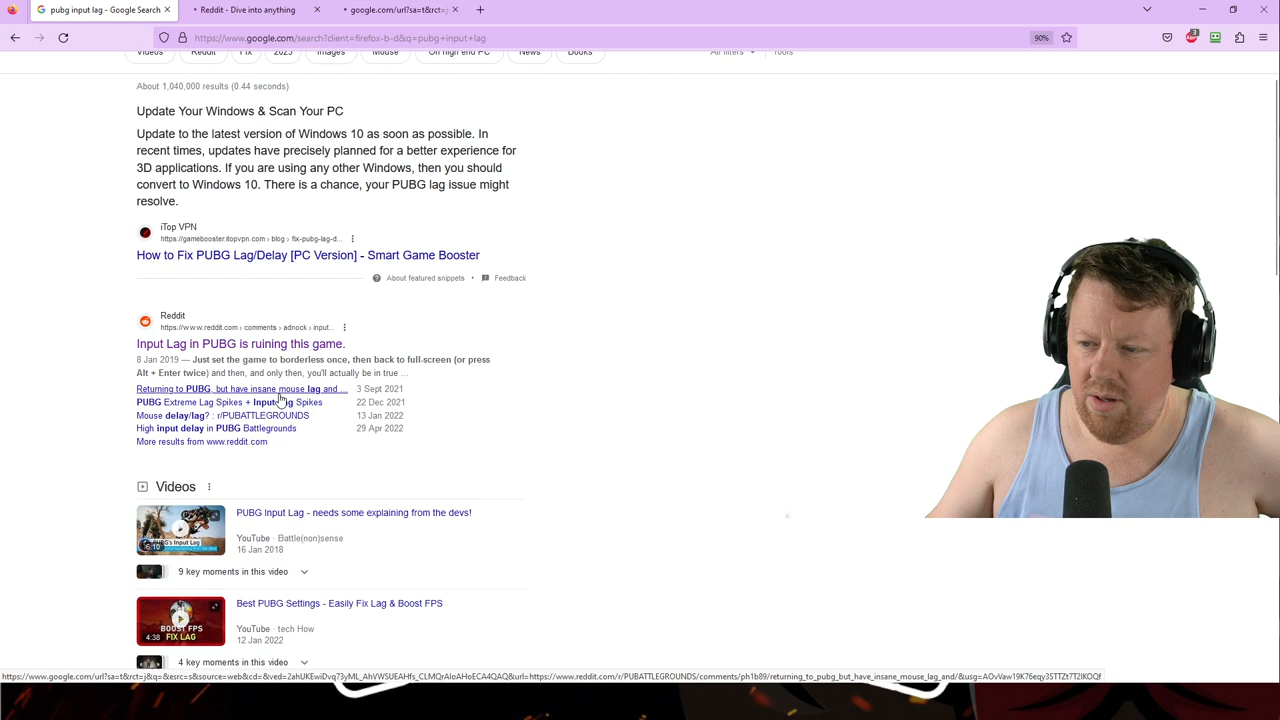 pubg input lag - Google Search
Reddit - Dive into anything
google.com/url?sa=t&rct=j
https://www.google.com/search?client=firefox-b-d&q=pubg+input+lag
90%
3
Videos
Reddit
Fix
2023
Images
Mouse
On high end PC
News
Books
All filters
Tools
About 1,040,000 results (0.44 seconds)
Update Your Windows & Scan Your PC
Update to the latest version of Windows 10 as soon as possible. In
recent times, updates have precisely planned for a better experience for
3D applications. If you are using any other Windows, then you should
convert to Windows 10. There is a chance, your PUBG lag issue might
resolve.
iTop VPN
https://gamebooster.itopvpn.com › blog › fix-pubg-lag-d...
How to Fix PUBG Lag/Delay [PC Version] - Smart Game Booster
About featured snippets • Feedback
Reddit
https://www.reddit.com › comments › adnock › input...
Input Lag in PUBG is ruining this game.
8 Jan 2019 — Just set the game to borderless once, then back to full-screen (or press
Alt + Enter twice) and then, and only then, you'll actually be in true ...
Returning to PUBG, but have insane mouse lag and ... 3 Sept 2021
PUBG Extreme Lag Spikes + Input Lag Spikes 22 Dec 2021
Mouse delay/lag? : r/PUBATTLEGROUNDS 13 Jan 2022
High input delay in PUBG Battlegrounds 29 Apr 2022
More results from www.reddit.com
Videos
PUBG Input Lag - needs some explaining from the devs!
YouTube · Battle(non)sense
16 Jan 2018
6:10
9 key moments in this video
Best PUBG Settings - Easily Fix Lag & Boost FPS
YouTube · tech How
12 Jan 2022
BOOST FPS
FIX LAG
4:38
4 key moments in this video